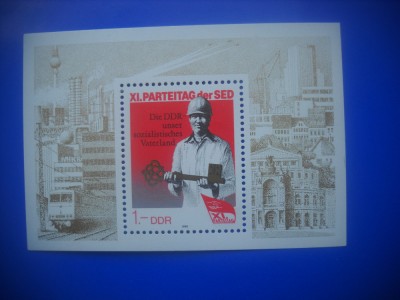 XI. PARTEITAG der SED
Die DDR
unser
sozialistisches
Vaterland
1.- DDR
XI.